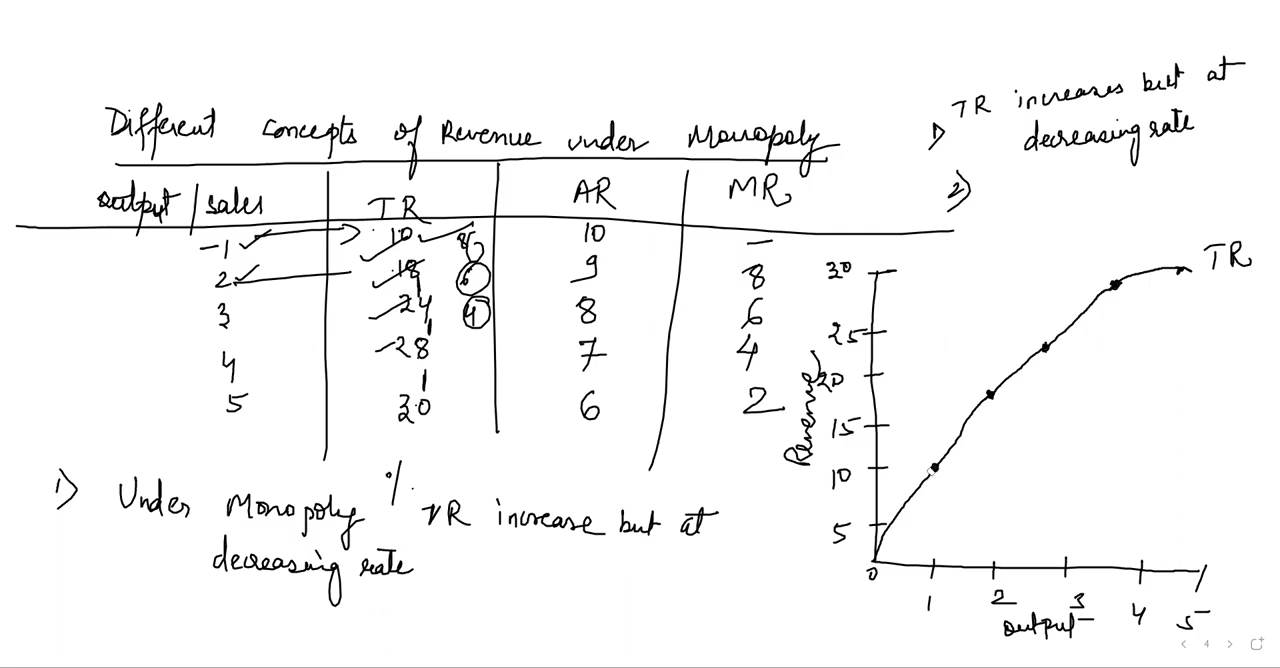 Different concepts of Revenue under Monopoly
output / sales TR AR MR
1 10 8 10 –
2 18 6 9 8
3 24 4 8 6
4 28 7 4
5 30 6 2
1) Under Monopoly TR increase but at
decreasing rate
1) TR increases but at
decreasing rate
2)
TR
Revenue
30
25
20
15
10
5
0
1 2 3 4 5
output
4